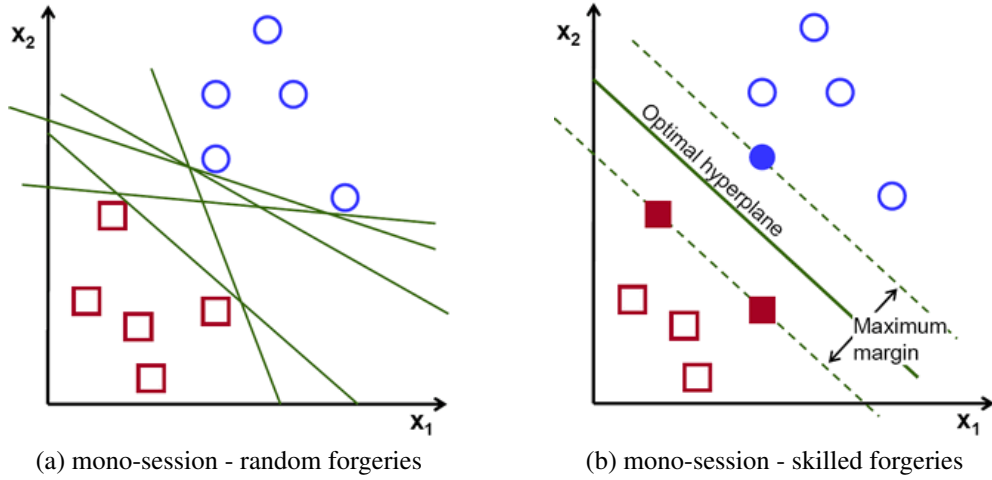 x2
x1
(a) mono-session - random forgeries
x2
Optimal hyperplane
Maximum
margin
x1
(b) mono-session - skilled forgeries